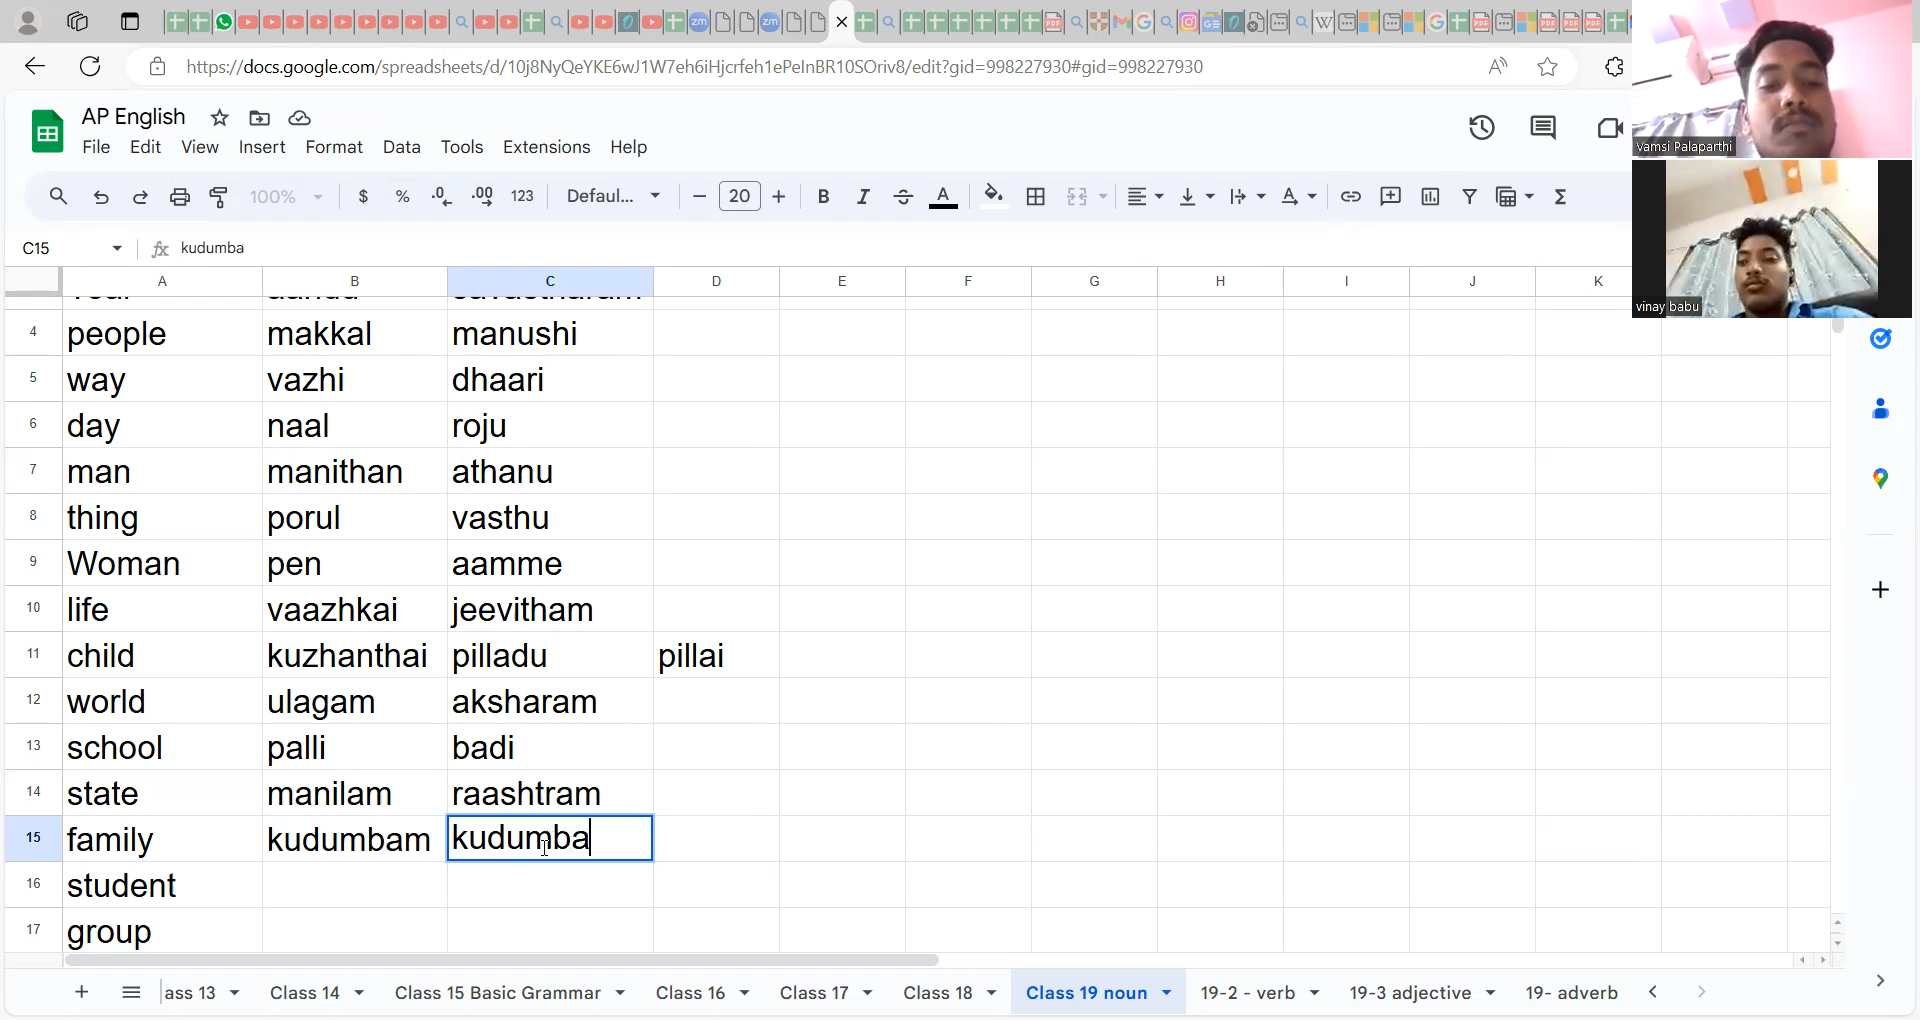 https://docs.google.com/spreadsheets/d/10j8NyQeYKE6wJ1W7eh6iHjcrfeh1ePeInBR10SOriv8/edit?gid=998227930#gid=998227930
AP English
File Edit View Insert Format Data Tools Extensions Help
100% $ % .0 .00 123 Defaul... 20
C15 kudumba
A B C D E F G H I J K
4 people makkal manushi
5 way vazhi dhaari
6 day naal roju
7 man manithan athanu
8 thing porul vasthu
9 Woman pen aamme
10 life vaazhkai jeevitham
11 child kuzhanthai pilladu pillai
12 world ulagam aksharam
13 school palli badi
14 state manilam raashtram
15 family kudumbam kudumba
16 student
17 group
ass 13 Class 14 Class 15 Basic Grammar Class 16 Class 17 Class 18 Class 19 noun 19-2 - verb 19-3 adjective 19- adverb
Vamsi Palaparthi
vinay babu